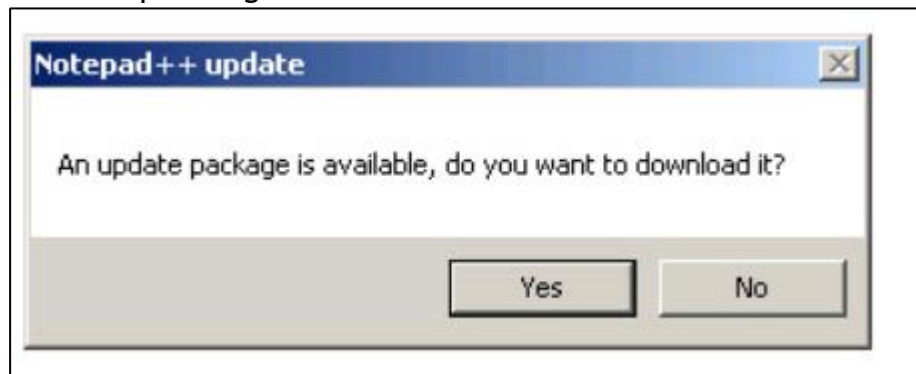 Notepad++ update
An update package is available, do you want to download it?
Yes
No